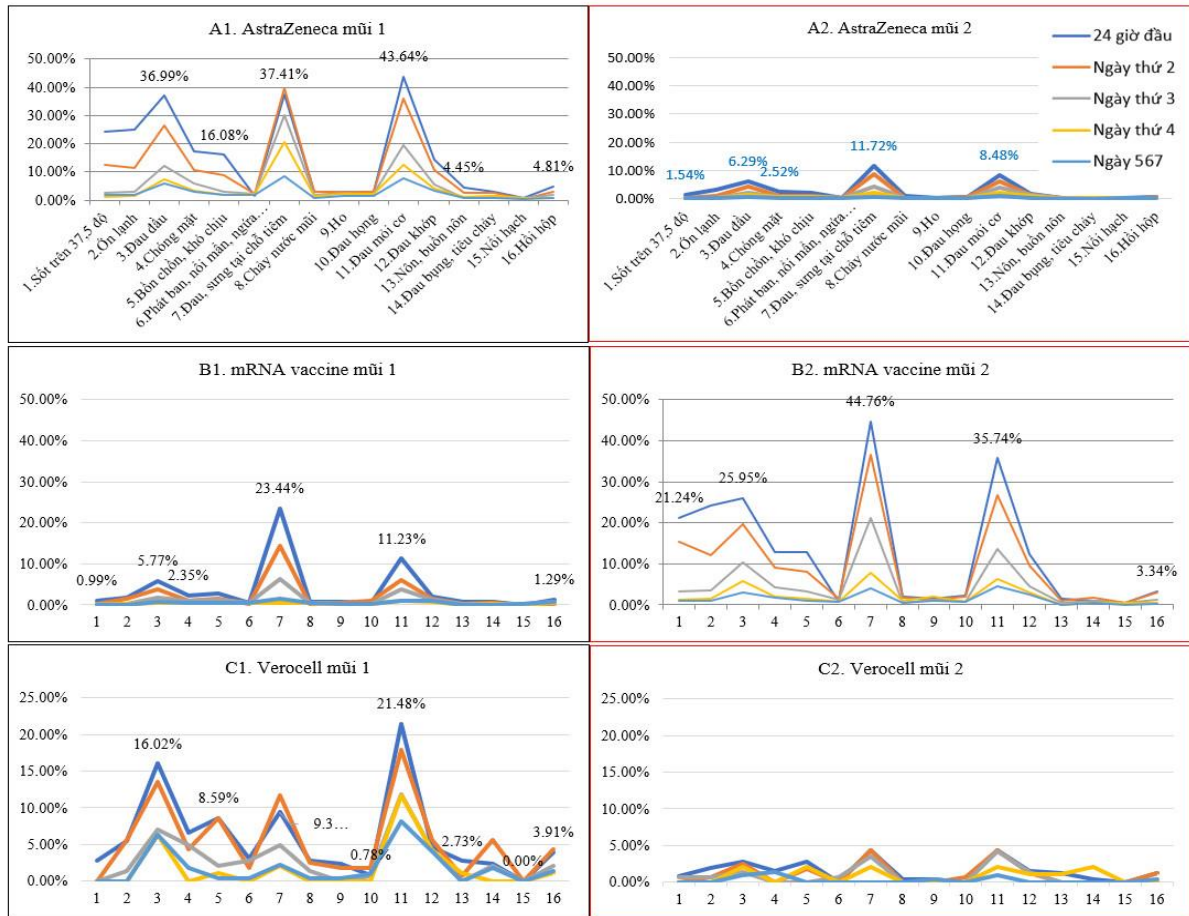 A1. AstraZeneca mũi 1
50.00%
40.00%
30.00%
20.00%
10.00%
0.00%
36.99%
16.08%
37.41%
43.64%
4.45%
4.81%
1.Sốt trên 37,5 độ
2.Ớn lạnh
3.Đau đầu
4.Chóng mặt
5.Bồn chồn, khó chịu
6.Phát ban, nổi mẩn, ngứa…
7.Đau, sưng tại chỗ tiêm
8.Chảy nước mũi
9.Ho
10.Đau họng
11.Đau mỏi cơ
12.Đau khớp
13.Nôn, buồn nôn
14.Đau bụng, tiêu chảy
15.Nổi hạch
16.Hồi hộp
A2. AstraZeneca mũi 2
50.00%
40.00%
30.00%
20.00%
10.00%
0.00%
1.54%
6.29%
2.52%
11.72%
8.48%
24 giờ đầu
Ngày thứ 2
Ngày thứ 3
Ngày thứ 4
Ngày 567
1.Sốt trên 37,5 độ
2.Ớn lạnh
3.Đau đầu
4.Chóng mặt
5.Bồn chồn, khó chịu
6.Phát ban, nổi mẩn, ngứa…
7.Đau, sưng tại chỗ tiêm
8.Chảy nước mũi
9.Ho
10.Đau họng
11.Đau mỏi cơ
12.Đau khớp
13.Nôn, buồn nôn
14.Đau bụng, tiêu chảy
15.Nổi hạch
16.Hồi hộp
B1. mRNA vaccine mũi 1
50.00%
40.00%
30.00%
20.00%
10.00%
0.00%
0.99%
5.77%
2.35%
23.44%
11.23%
1.29%
1 2 3 4 5 6 7 8 9 10 11 12 13 14 15 16
B2. mRNA vaccine mũi 2
50.00%
40.00%
30.00%
20.00%
10.00%
0.00%
21.24%
25.95%
44.76%
35.74%
3.34%
1 2 3 4 5 6 7 8 9 10 11 12 13 14 15 16
C1. Verocell mũi 1
25.00%
20.00%
15.00%
10.00%
5.00%
0.00%
16.02%
8.59%
9.3…
0.78%
21.48%
2.73%
0.00%
3.91%
1 2 3 4 5 6 7 8 9 10 11 12 13 14 15 16
C2. Verocell mũi 2
25.00%
20.00%
15.00%
10.00%
5.00%
0.00%
1 2 3 4 5 6 7 8 9 10 11 12 13 14 15 16